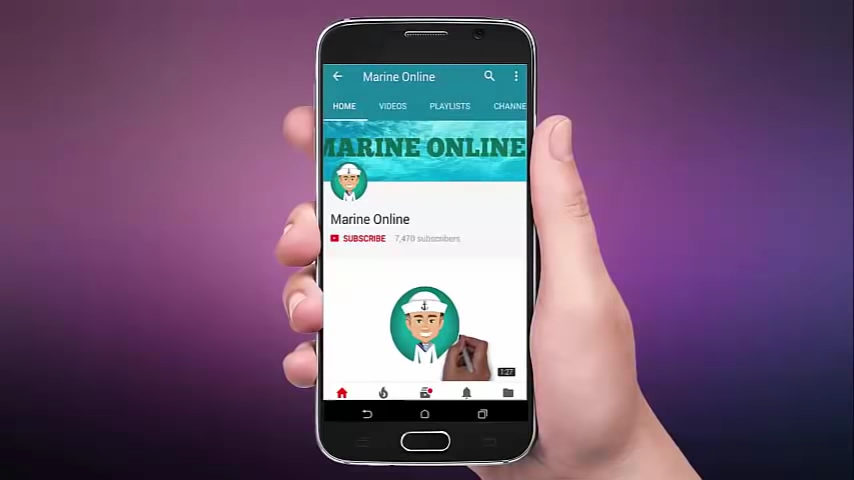 Marine Online
HOME VIDEOS PLAYLISTS CHANNE
MARINE ONLINE
Marine Online
SUBSCRIBE 7,470 subscribers
1:27